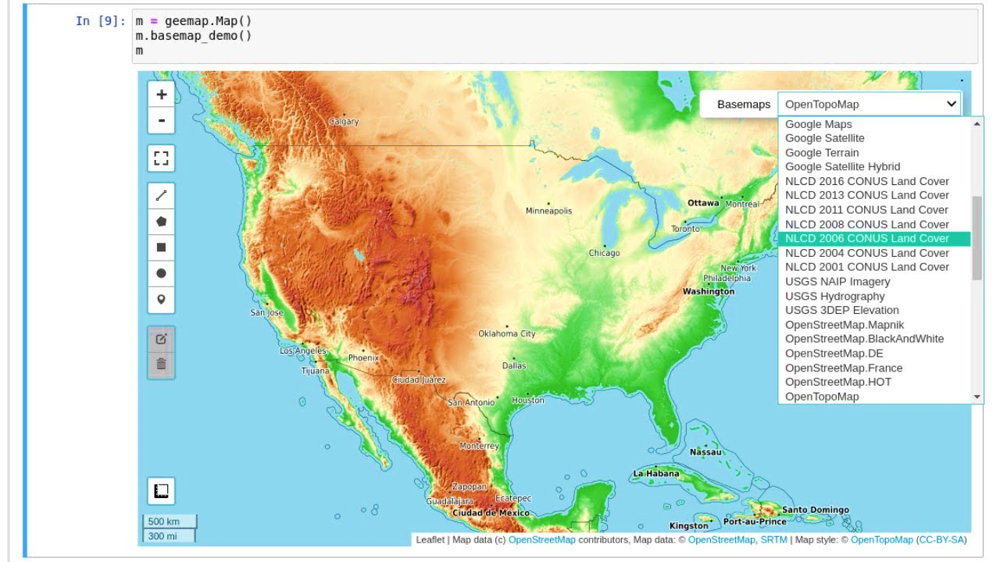 In [9]:
m = geemap.Map()
m.basemap_demo()
m
+
-
Basemaps OpenTopoMap
Google Maps
Google Satellite
Google Terrain
Google Satellite Hybrid
NLCD 2016 CONUS Land Cover
NLCD 2013 CONUS Land Cover
NLCD 2011 CONUS Land Cover
NLCD 2008 CONUS Land Cover
NLCD 2006 CONUS Land Cover
NLCD 2004 CONUS Land Cover
NLCD 2001 CONUS Land Cover
USGS NAIP Imagery
USGS Hydrography
USGS 3DEP Elevation
OpenStreetMap.Mapnik
OpenStreetMap.BlackAndWhite
OpenStreetMap.DE
OpenStreetMap.France
OpenStreetMap.HOT
OpenTopoMap
Calgary
Minneapolis
Ottawa
Montréal
Toronto
Chicago
New York
Philadelphia
Washington
San Jose
Oklahoma City
Los Angeles
Phoenix
Dallas
Tijuana
Ciudad Juárez
San Antonio
Houston
Monterrey
Nassau
La Habana
Zapopan
Guadalajara
Ecatepec
Ciudad de México
Santo Domingo
Port-au-Prince
Kingston
500 km
300 mi
Leaflet | Map data (c) OpenStreetMap contributors, Map data: © OpenStreetMap, SRTM | Map style: © OpenTopoMap (CC-BY-SA)